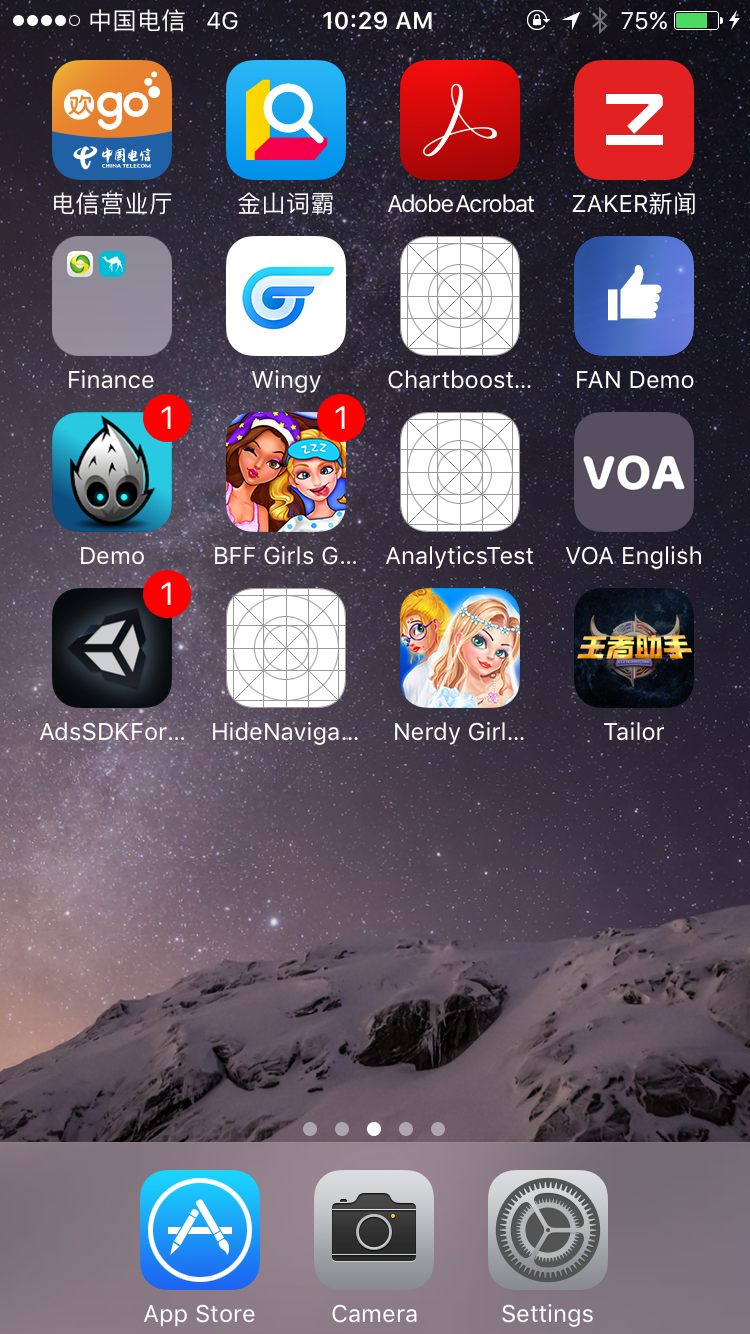 中国电信 4G 10:29 AM 75%
欢go
中国电信
CHINA TELECOM
电信营业厅 金山词霸 Adobe Acrobat ZAKER新闻
Finance Wingy Chartboost... FAN Demo
1 1
zzz
VOA
Demo BFF Girls G... AnalyticsTest VOA English
1
王者助手
AdsSDKFor... HideNaviga... Nerdy Girl... Tailor
App Store Camera Settings